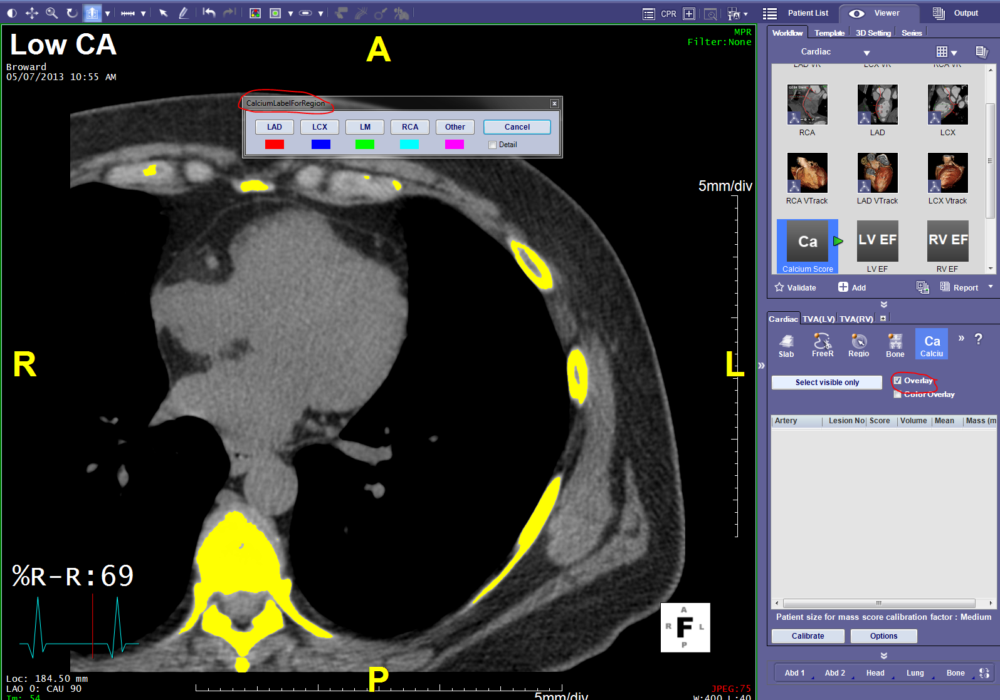 CPR
Patient List
Viewer
Output
Low CA
Broward
05/07/2013 10:55 AM
A
MPR
Filter:None
CalciumLabelForRegion
LAD
LCX
LM
RCA
Other
Cancel
Detail
5mm/div
R
L
%R-R:69
Loc: 184.50 mm
LAO 0: CAU 90
Tm: 54
P
5mm/div
JPEG:75
W:400 L:40
A
R F L
P
Workflow
Template
3D Setting
Series
Cardiac
LAD VR
LCX VR
RCA VR
RCA
LAD
LCX
RCA VTrack
LAD VTrack
LCX Vtrack
Ca
LV EF
RV EF
Calcium Score
LV EF
RV EF
Validate
Add
Report
Cardiac
TVA(LV)
TVA(RV)
Slab
FreeR
Regio
Bone
Ca
Calciu
?
Select visible only
Overlay
Color Overlay
Artery
Lesion No
Score
Volume
Mean
Mass (m
Patient size for mass score calibration factor : Medium
Calibrate
Options
Abd 1
Abd 2
Head
Lung
Bone